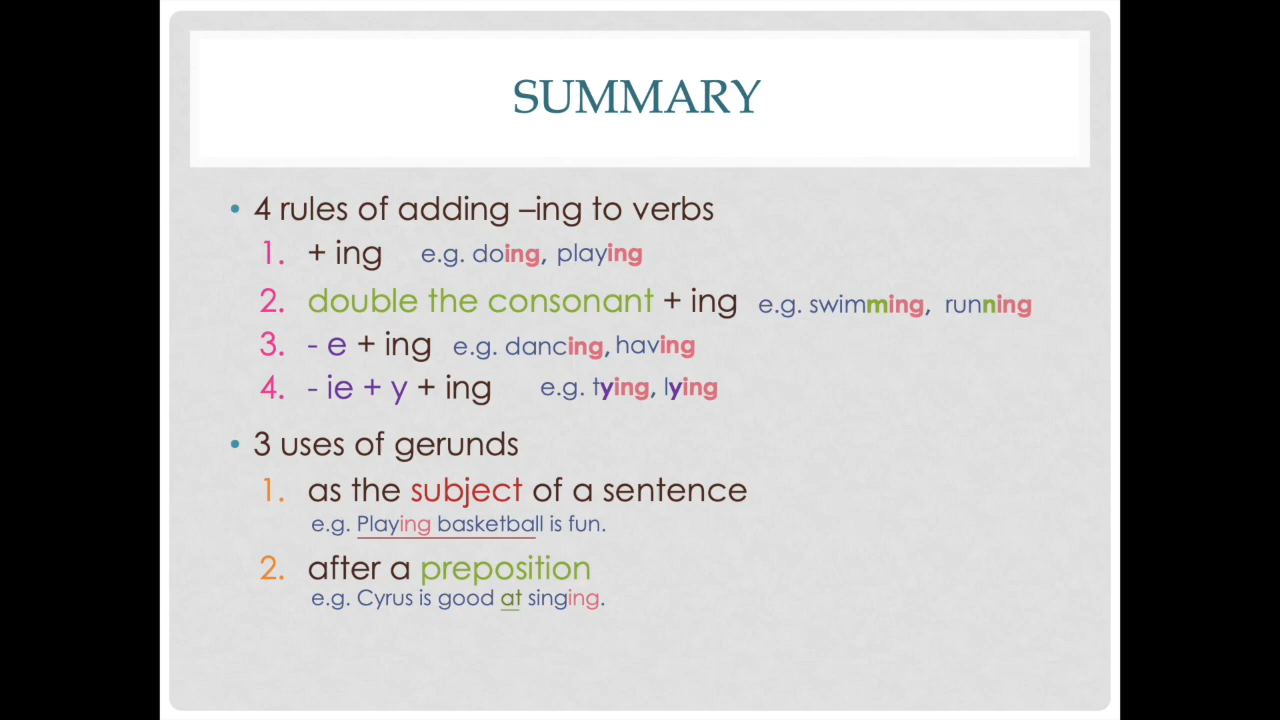 SUMMARY
• 4 rules of adding –ing to verbs
1. + ing e.g. doing, playing
2. double the consonant + ing e.g. swimming, running
3. - e + ing e.g. dancing, having
4. - ie + y + ing e.g. tying, lying
• 3 uses of gerunds
1. as the subject of a sentence
e.g. Playing basketball is fun.
2. after a preposition
e.g. Cyrus is good at singing.